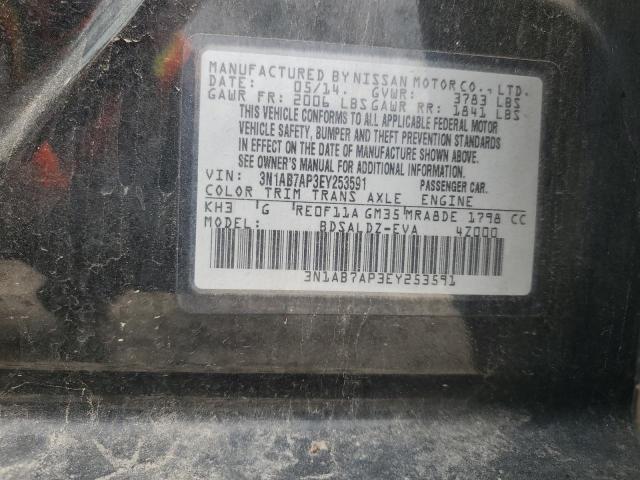 MANUFACTURED BY NISSAN MOTOR CO., LTD.
DATE: 05/14. GVWR: 3783 LBS
GAWR FR: 2006 LBS GAWR RR: 1841 LBS
THIS VEHICLE CONFORMS TO ALL APPLICABLE FEDERAL MOTOR
VEHICLE SAFETY, BUMPER AND THEFT PREVENTION STANDARDS
IN EFFECT ON THE DATE OF MANUFACTURE SHOWN ABOVE.
SEE OWNER'S MANUAL FOR ADDITIONAL INFORMATION.
VIN: 3N1AB7AP3EY253591 PASSENGER CAR.
COLOR TRIM TRANS AXLE ENGINE
KH3 G RE0F11A GM35 MRA8DE 1798 CC
MODEL: BDSALDZ-EVA 4Z000
3N1AB7AP3EY253591